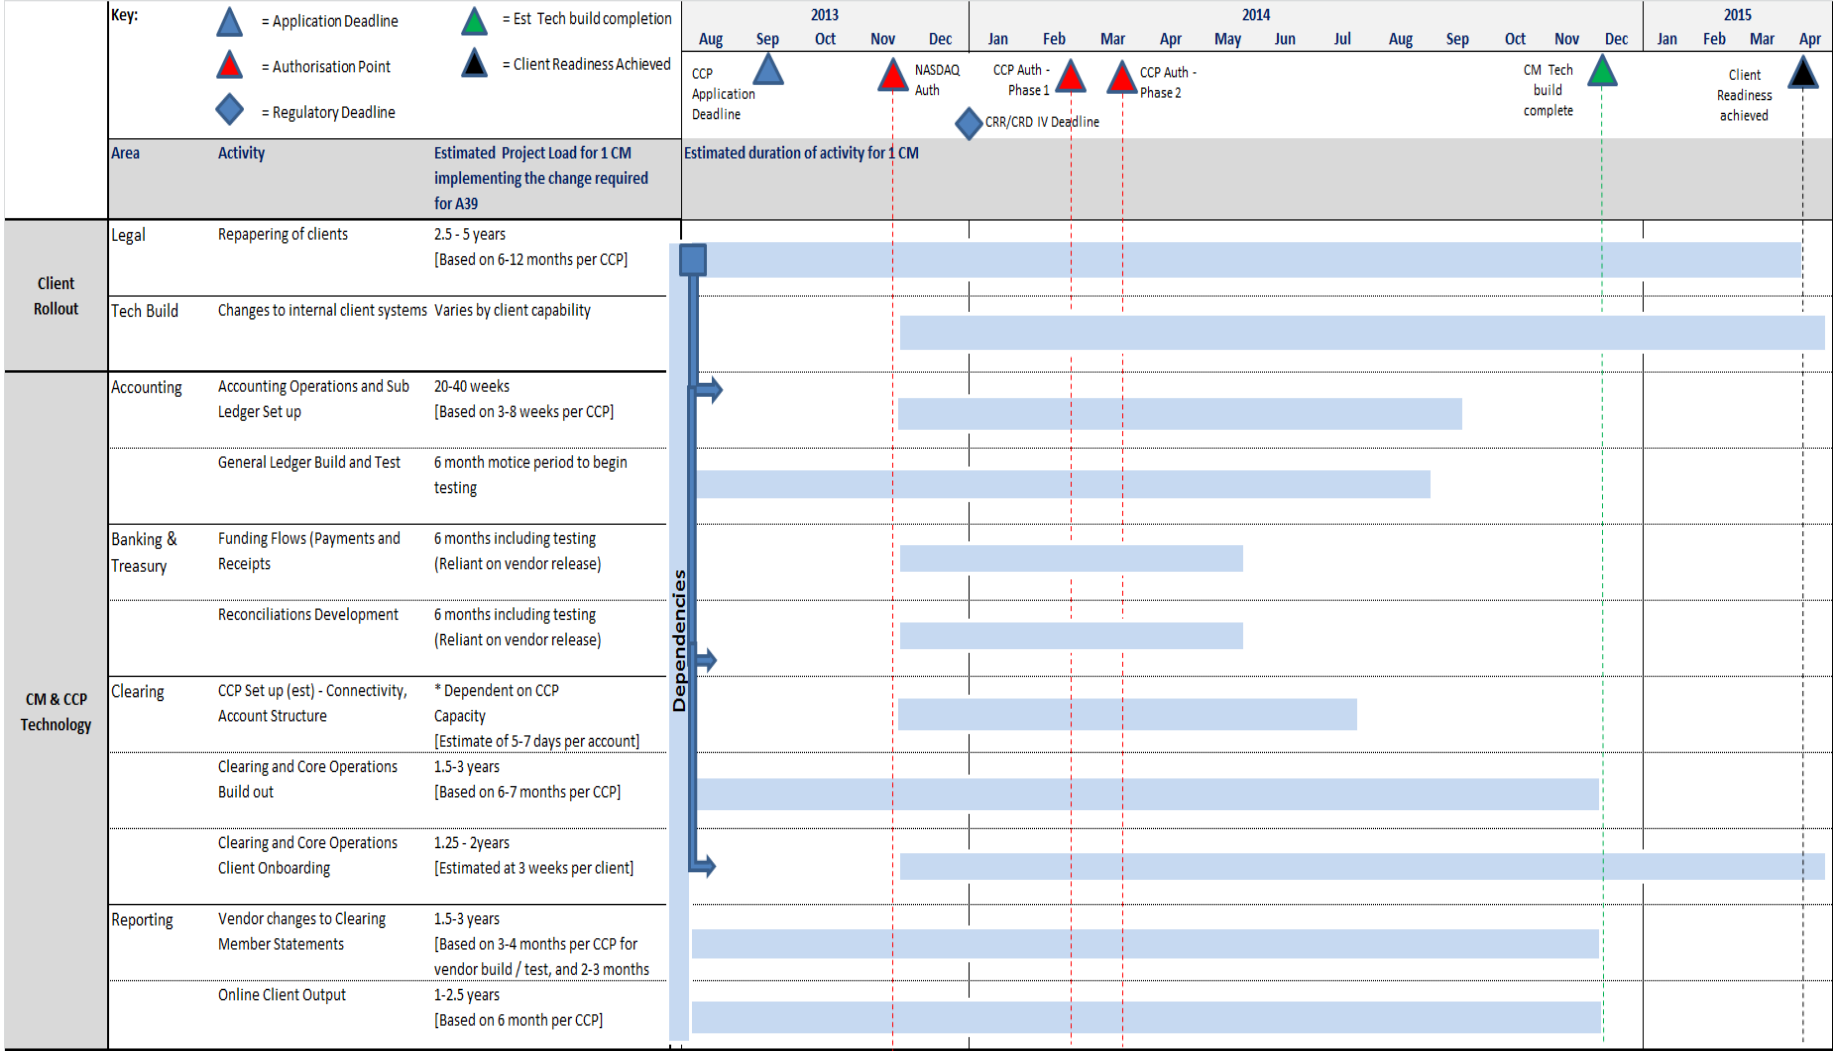 Key:
= Application Deadline
= Est Tech build completion
= Authorisation Point
= Client Readiness Achieved
= Regulatory Deadline
2013
2014
2015
Aug Sep Oct Nov Dec Jan Feb Mar Apr May Jun Jul Aug Sep Oct Nov Dec Jan Feb Mar Apr
CCP
Application
Deadline
NASDAQ
Auth
CCP Auth -
Phase 1
CCP Auth -
Phase 2
CRR/CRD IV Deadline
CM Tech
build
complete
Client
Readiness
achieved
Area
Activity
Estimated Project Load for 1 CM
implementing the change required
for A39
Estimated duration of activity for 1 CM
Client
Rollout
Legal
Repapering of clients
2.5 - 5 years
[Based on 6-12 months per CCP]
Tech Build
Changes to internal client systems
Varies by client capability
CM & CCP
Technology
Dependencies
Accounting
Accounting Operations and Sub
Ledger Set up
20-40 weeks
[Based on 3-8 weeks per CCP]
General Ledger Build and Test
6 month motice period to begin
testing
Banking &
Treasury
Funding Flows (Payments and
Receipts
6 months including testing
(Reliant on vendor release)
Reconciliations Development
6 months including testing
(Reliant on vendor release)
Clearing
CCP Set up (est) - Connectivity,
Account Structure
* Dependent on CCP
Capacity
[Estimate of 5-7 days per account]
Clearing and Core Operations
Build out
1.5-3 years
[Based on 6-7 months per CCP]
Clearing and Core Operations
Client Onboarding
1.25 - 2years
[Estimated at 3 weeks per client]
Reporting
Vendor changes to Clearing
Member Statements
1.5-3 years
[Based on 3-4 months per CCP for
vendor build / test, and 2-3 months
Online Client Output
1-2.5 years
[Based on 6 month per CCP]